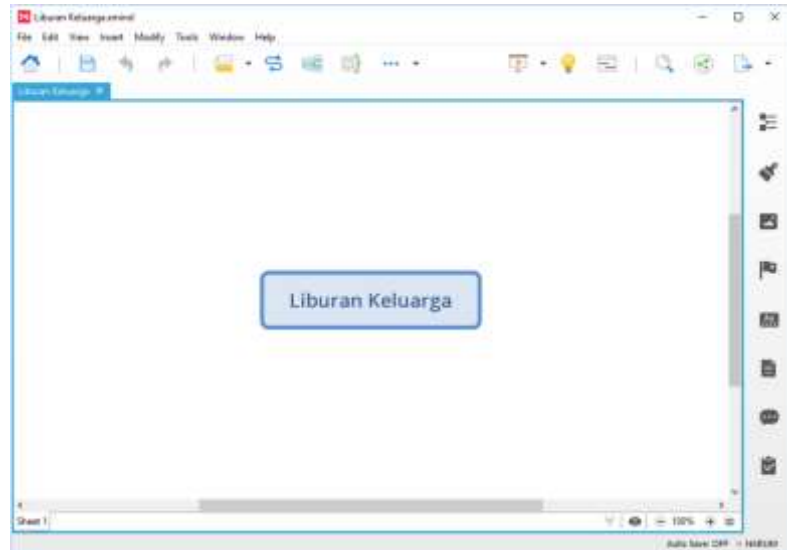 Liburan Keluarga.xmind
File Edit View Insert Modify Tools Window Help
Liburan Keluarga
Liburan Keluarga
Sheet 1
100%
Auto Save: OFF